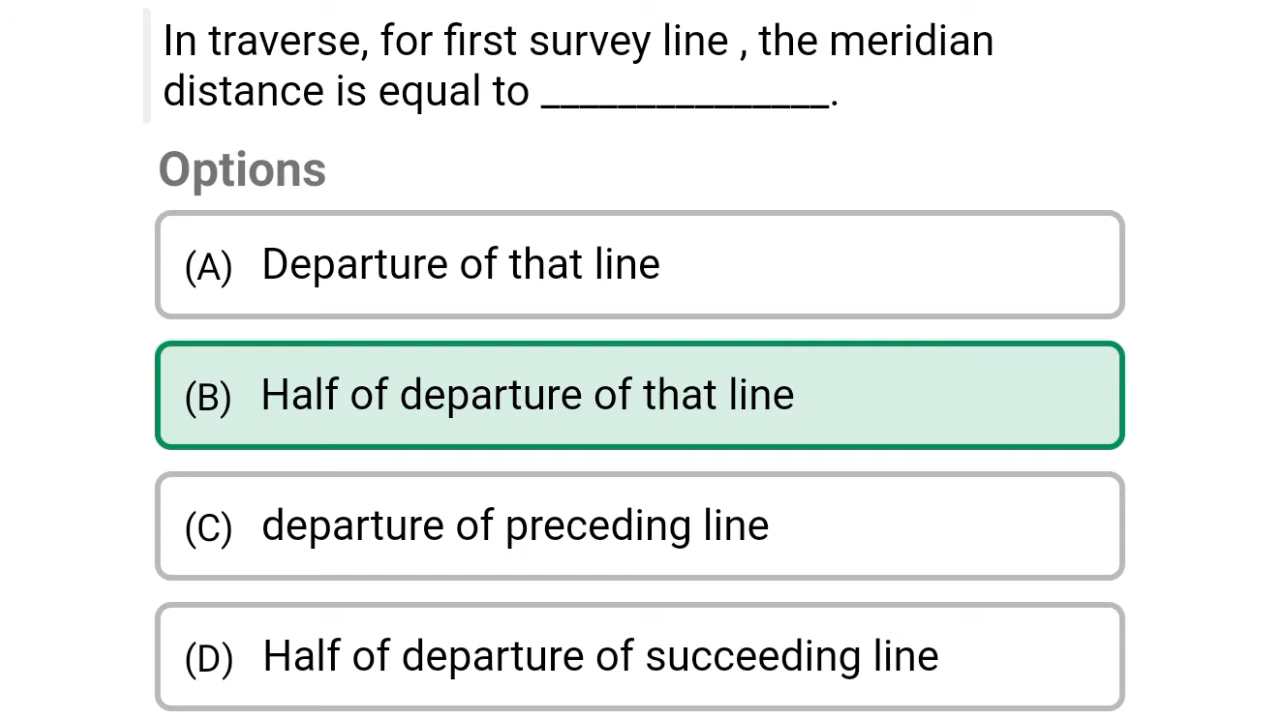 In traverse, for first survey line , the meridian
distance is equal to _______________.
Options
(A) Departure of that line
(B) Half of departure of that line
(C) departure of preceding line
(D) Half of departure of succeeding line